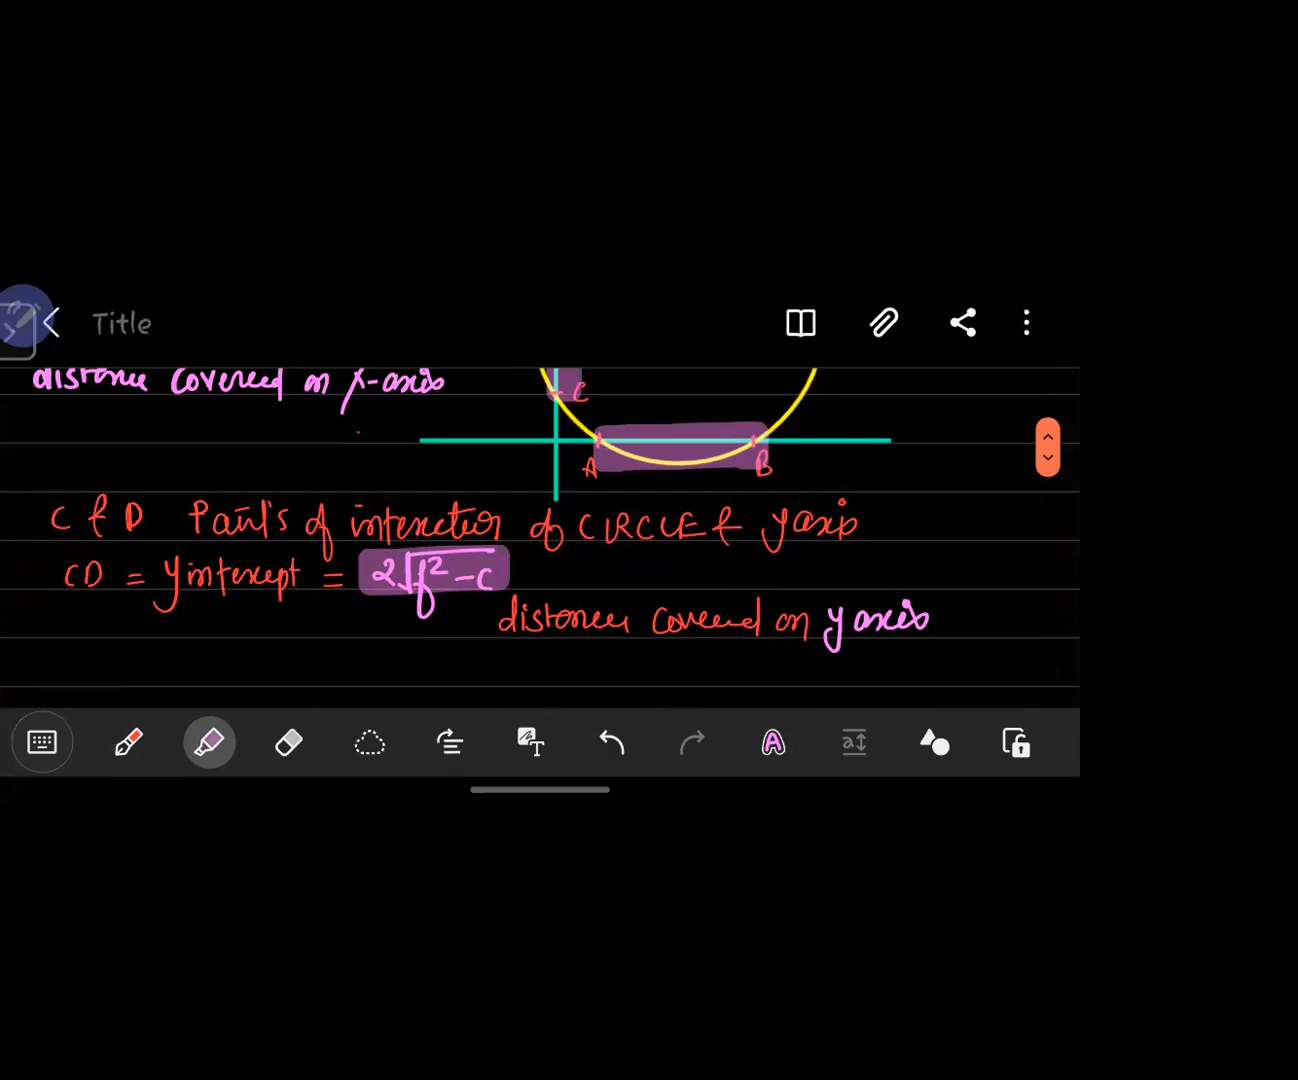 Title
distance covered on x-axis
C
A
B
C & D Point's of intersection of CIRCLE & y axis
CD = y intercept = 2√f² - c
distance covered on y axis